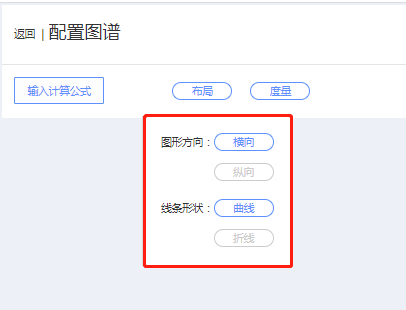 返回 | 配置图谱
输入计算公式 布局 度量
图形方向： 横向
纵向
线条形状： 曲线
折线